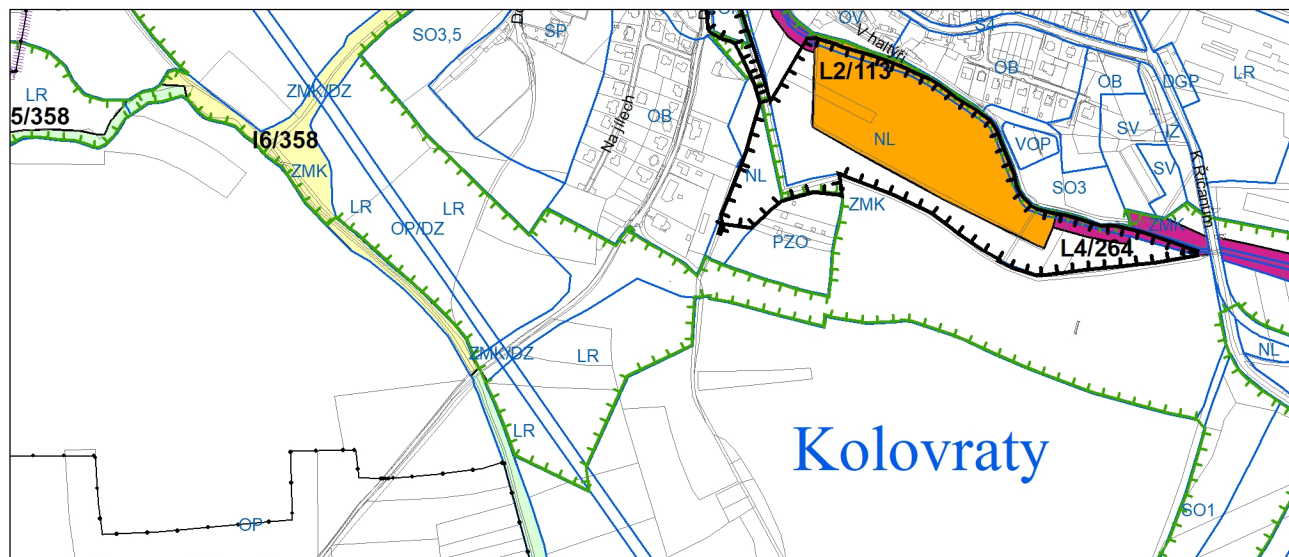 SO3,5
SP
OV
V haltýři
S4
OB
OB
DGP
LR
LR
5/358
ZMK/DZ
I6/358
ZMK
L2/113
OB
Na jílech
NL
NL
VOP
SV
IZ
SV
SO3
K Říčanům
LR
LR
OP/DZ
ZMK
PZO
L4/264
ZMK
ZMK/DZ
LR
NL
LR
Kolovraty
OP
SO1